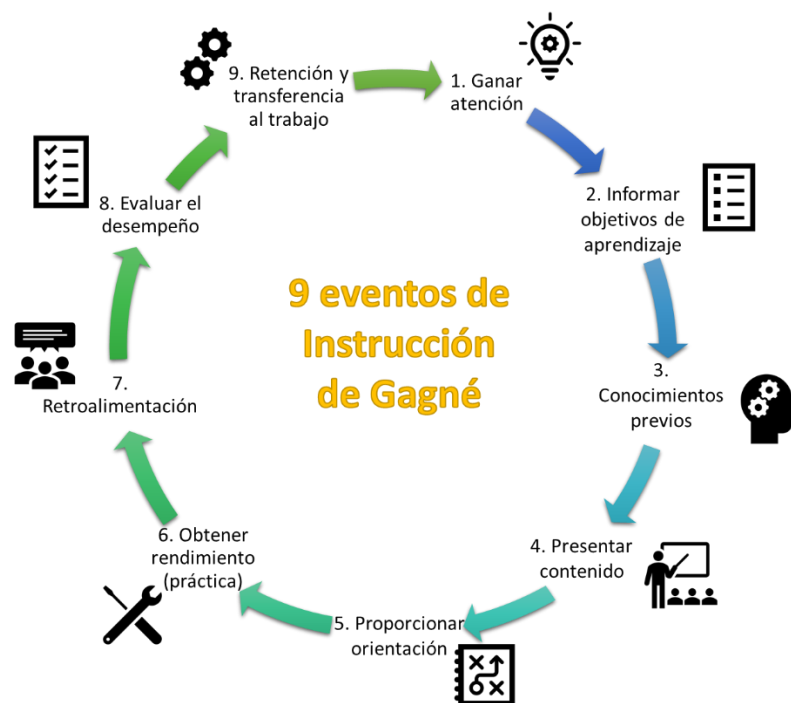 9 eventos de
Instrucción
de Gagné
1. Ganar
atención
2. Informar
objetivos de
aprendizaje
3.
Conocimientos
previos
4. Presentar
contenido
5. Proporcionar
orientación
6. Obtener
rendimiento
(práctica)
7.
Retroalimentación
8. Evaluar el
desempeño
9. Retención y
transferencia
al trabajo